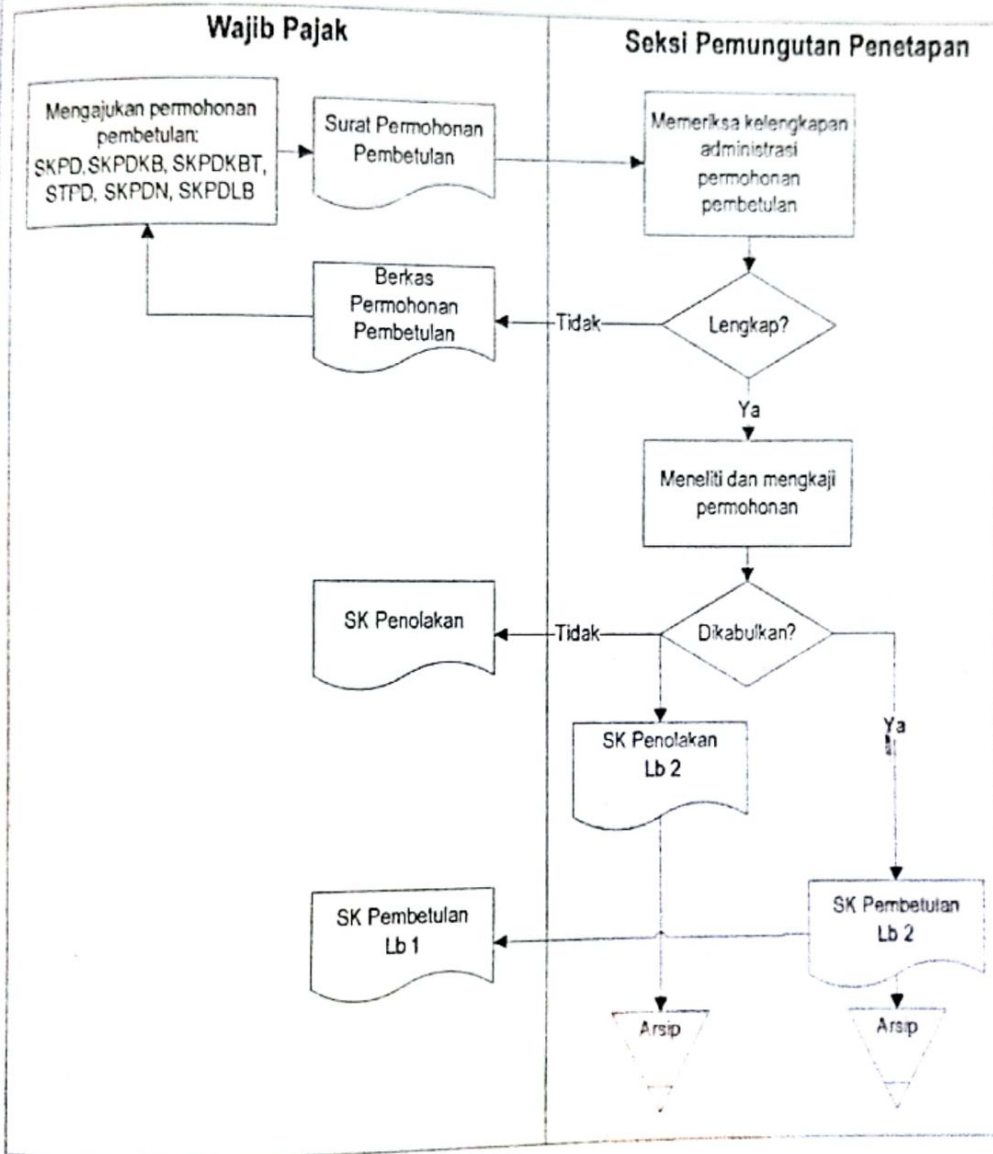 Wajib Pajak
Seksi Pemungutan Penetapan
Mengajukan permohonan
pembetulan:
SKPD, SKPDKB, SKPDKBT,
STPD, SKPDN, SKPDLB
Surat Permohonan
Pembetulan
Memeriksa kelengkapan
administrasi
permohonan
pembetulan
Berkas
Permohonan
Pembetulan
Tidak
Lengkap?
Ya
Meneliti dan mengkaji
permohonan
SK Penolakan
Tidak
Dikabulkan?
SK Penolakan
Lb 2
Ya
SK Pembetulan
Lb 1
SK Pembetulan
Lb 2
Arsip
Arsip